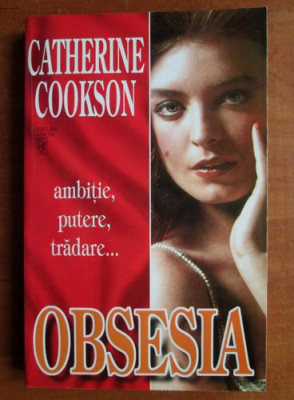 CATHERINE
COOKSON
ambiție,
putere,
trădare...
OBSESIA